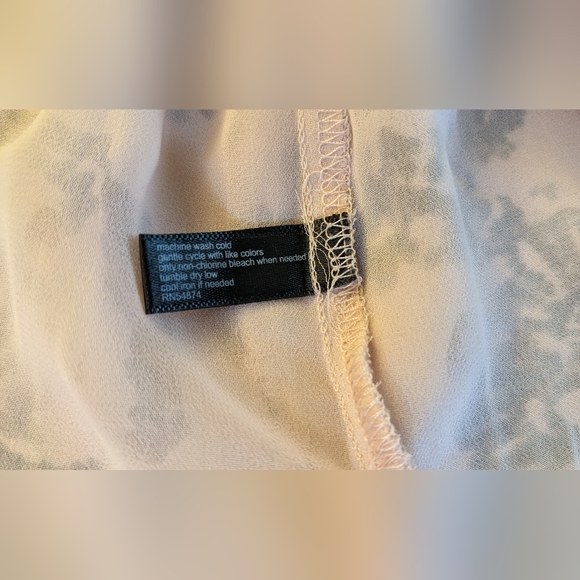 machine wash cold
gentle cycle with like colors
only non-chlorine bleach when needed
tumble dry low
cool iron if needed
RN54874